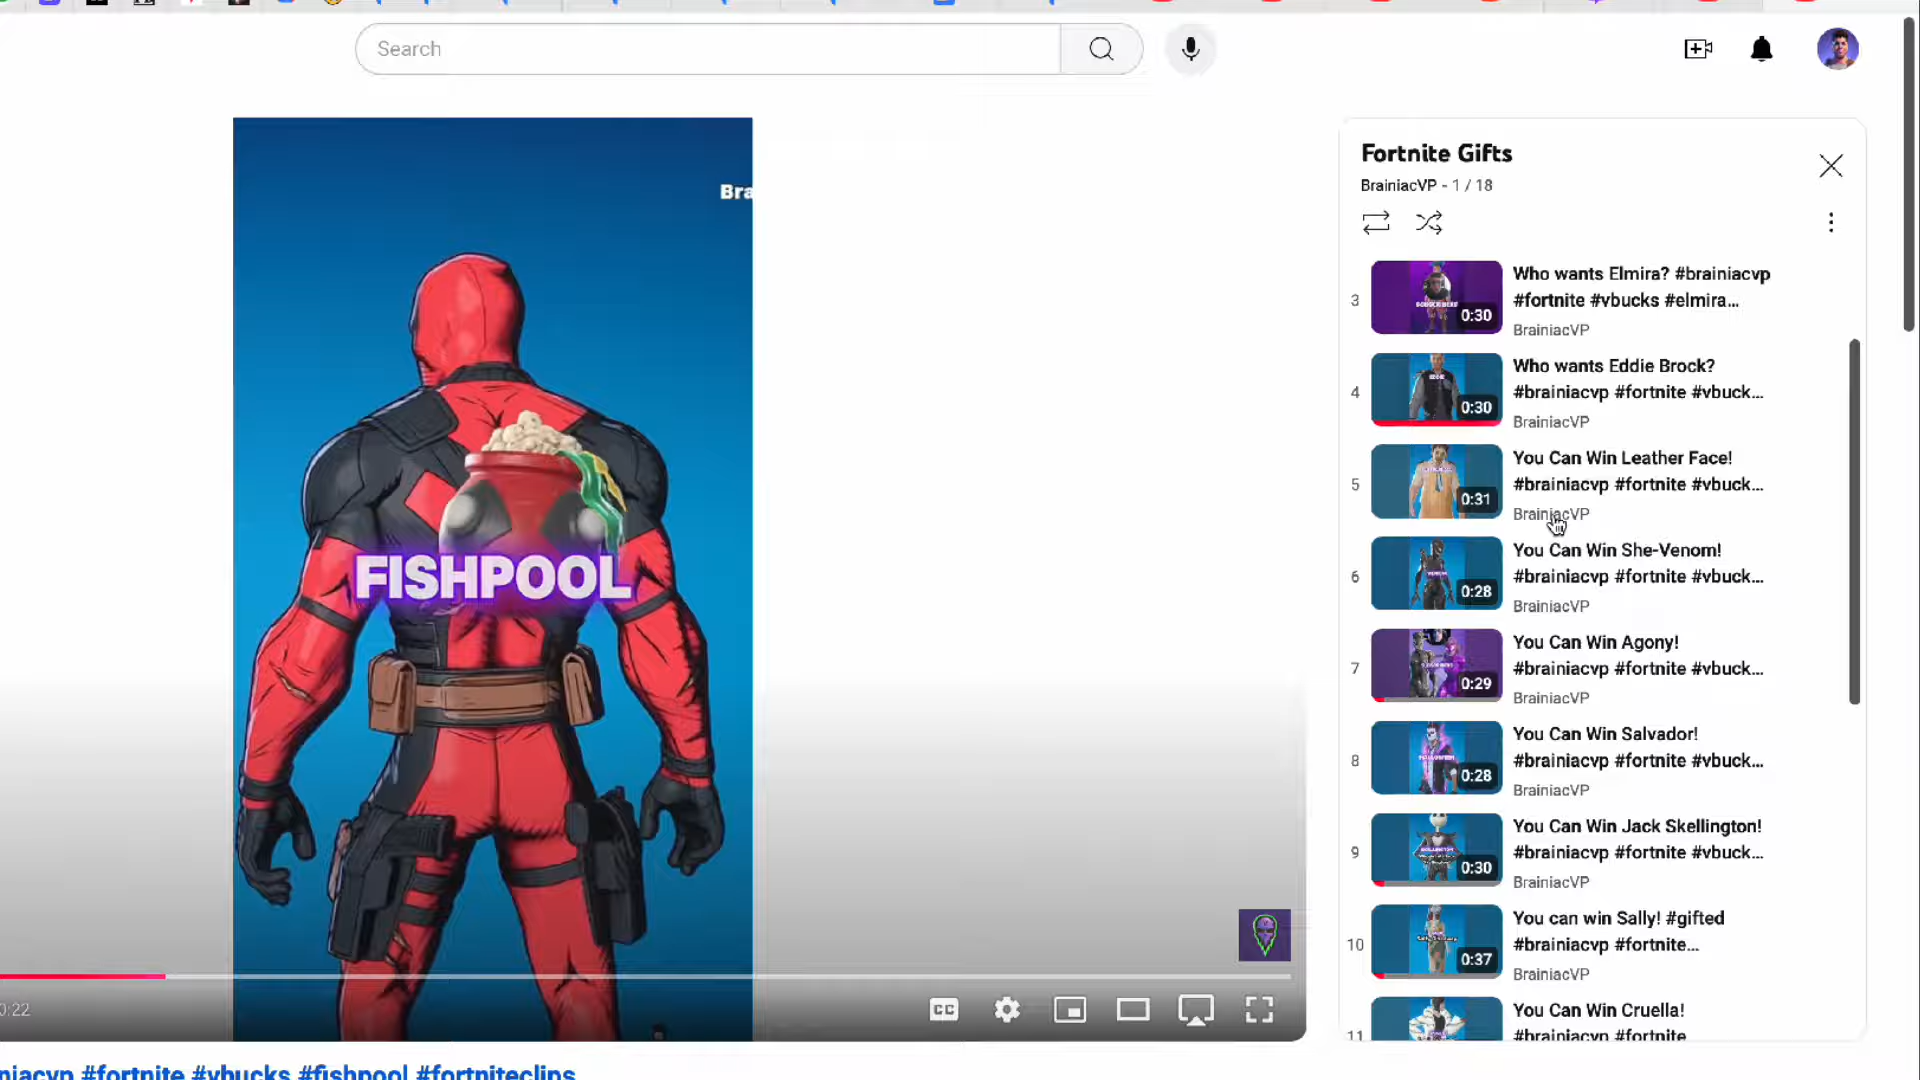 Search
Bra
FISHPOOL
0:22
CC
niacvp #fortnite #vbucks #fishpool #fortniteclips
Fortnite Gifts
BrainiacVP - 1 / 18
3
0:30
Who wants Elmira? #brainiacvp
#fortnite #vbucks #elmira...
BrainiacVP
4
0:30
Who wants Eddie Brock?
#brainiacvp #fortnite #vbuck...
BrainiacVP
5
0:31
You Can Win Leather Face!
#brainiacvp #fortnite #vbuck...
BrainiacVP
6
0:28
You Can Win She-Venom!
#brainiacvp #fortnite #vbuck...
BrainiacVP
7
0:29
You Can Win Agony!
#brainiacvp #fortnite #vbuck...
BrainiacVP
8
0:28
You Can Win Salvador!
#brainiacvp #fortnite #vbuck...
BrainiacVP
9
0:30
You Can Win Jack Skellington!
#brainiacvp #fortnite #vbuck...
BrainiacVP
10
0:37
You can win Sally! #gifted
#brainiacvp #fortnite...
BrainiacVP
11
You Can Win Cruella!
#brainiacvp #fortnite